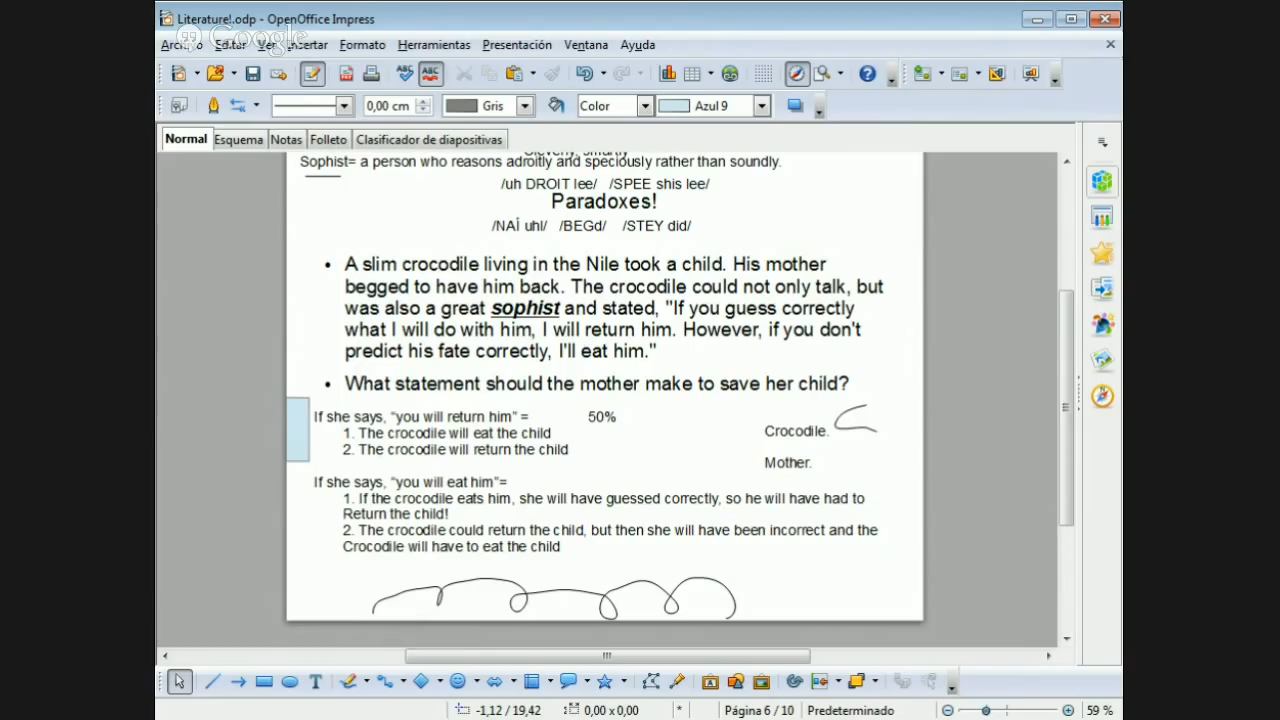 Literature!.odp - OpenOffice Impress
Google
Archivo Editar Ver Insertar Formato Herramientas Presentación Ventana Ayuda
0,00 cm Gris Color Azul 9
Normal Esquema Notas Folleto Clasificador de diapositivas
Cleverly, smartly
Sophist= a person who reasons adroitly and speciously rather than soundly.
/uh DROIT lee/ /SPEE shis lee/
Paradoxes!
/NAÍ uhl/ /BEGd/ /STEY did/
• A slim crocodile living in the Nile took a child. His mother
begged to have him back. The crocodile could not only talk, but
was also a great sophist and stated, "If you guess correctly
what I will do with him, I will return him. However, if you don't
predict his fate correctly, I'll eat him."
• What statement should the mother make to save her child?
If she says, "you will return him" = 50%
1. The crocodile will eat the child
2. The crocodile will return the child
Crocodile.
Mother.
If she says, "you will eat him"=
1. If the crocodile eats him, she will have guessed correctly, so he will have had to
Return the child!
2. The crocodile could return the child, but then she will have been incorrect and the
Crocodile will have to eat the child
-1,12 / 19,42 0,00 x 0,00 * Página 6 / 10 Predeterminado 59 %